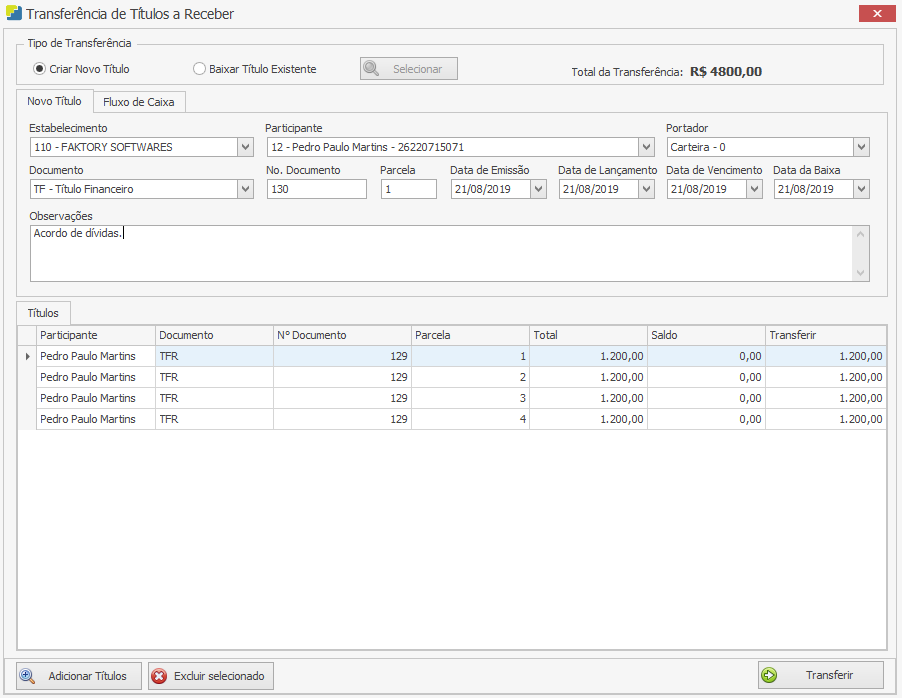 Transferência de Títulos a Receber
Tipo de Transferência
Criar Novo Título Baixar Título Existente Selecionar Total da Transferência: R$ 4800,00
Novo Título Fluxo de Caixa
Estabelecimento Participante Portador
110 - FAKTORY SOFTWARES 12 - Pedro Paulo Martins - 26220715071 Carteira - 0
Documento No. Documento Parcela Data de Emissão Data de Lançamento Data de Vencimento Data da Baixa
TF - Título Financeiro 130 1 21/08/2019 21/08/2019 21/08/2019 21/08/2019
Observações
Acordo de dívidas.
Títulos
Participante Documento Nº Documento Parcela Total Saldo Transferir
Pedro Paulo Martins TFR 129 1 1.200,00 0,00 1.200,00
Pedro Paulo Martins TFR 129 2 1.200,00 0,00 1.200,00
Pedro Paulo Martins TFR 129 3 1.200,00 0,00 1.200,00
Pedro Paulo Martins TFR 129 4 1.200,00 0,00 1.200,00
Adicionar Títulos Excluir selecionado Transferir